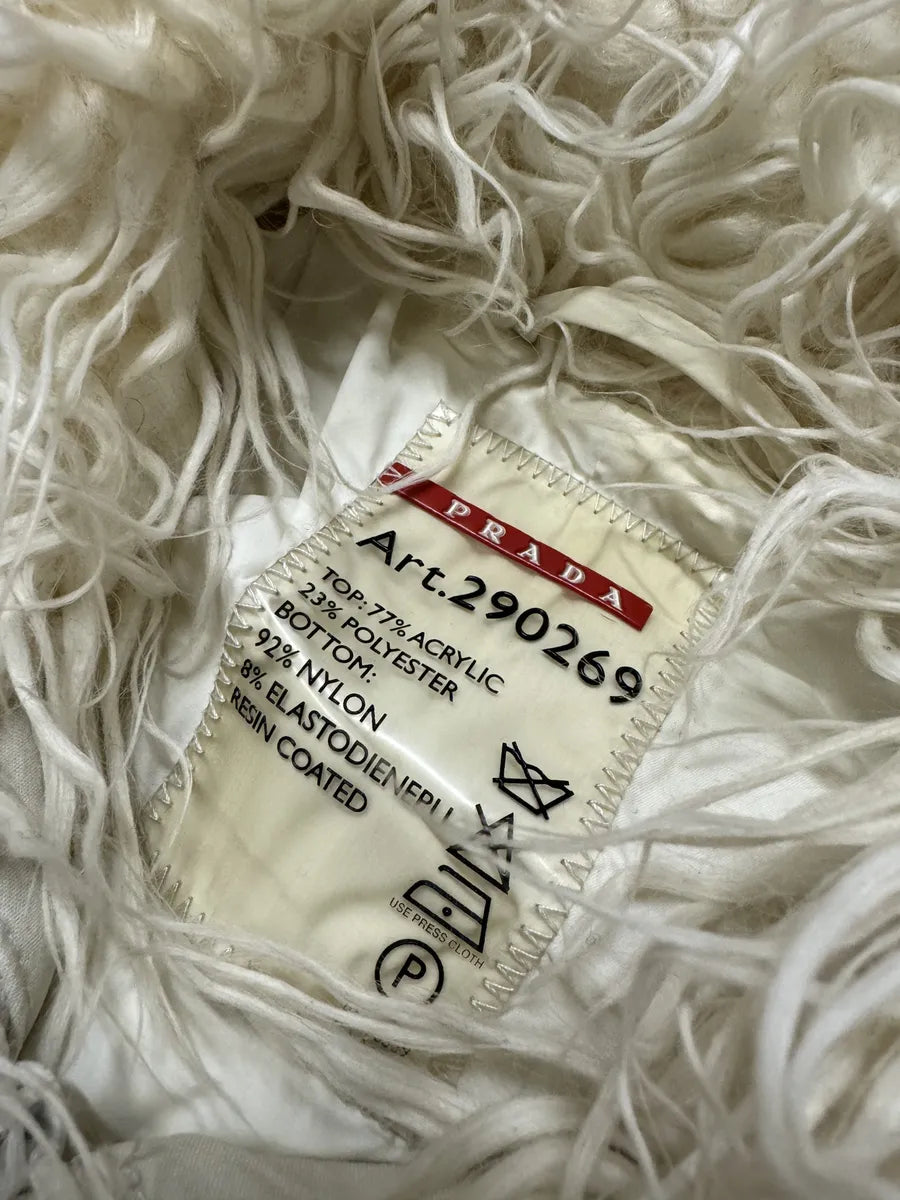 PRADA
Art.290269
TOP: 77% ACRYLIC
23% POLYESTER
BOTTOM:
92% NYLON
8% ELASTODIENEPU
RESIN COATED
USE PRESS CLOTH
P